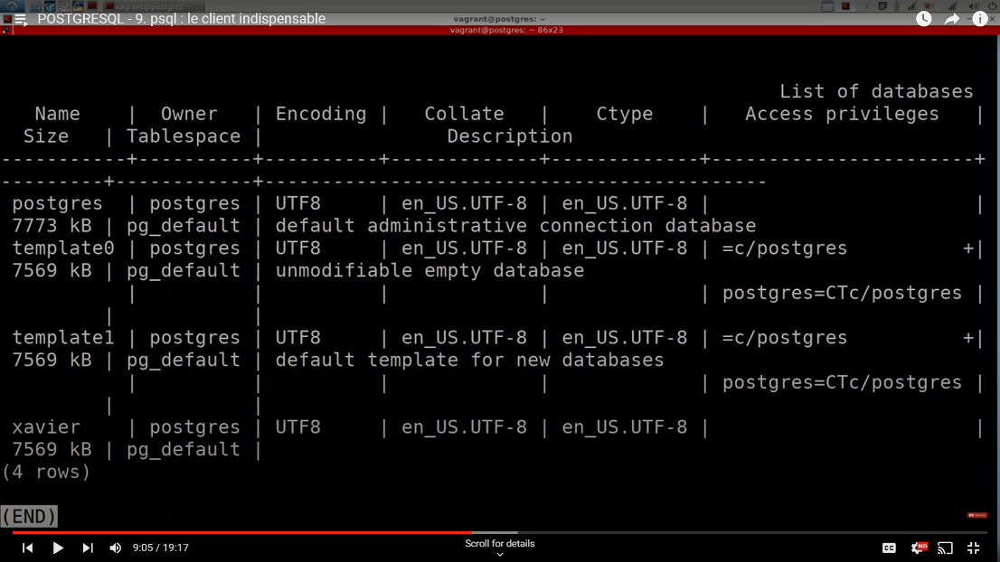 vagrant@postgres: ~
POSTGRESQL - 9. psql : le client indispensable
vagrant@postgres: ~
vagrant@postgres: ~ 86x23
List of databases
Name | Owner | Encoding | Collate | Ctype | Access privileges |
Size | Tablespace | Description
-----------+-----------+-----------+--------------+--------------+-----------------------+
---------+------------+--------------------------------------------
postgres | postgres | UTF8 | en_US.UTF-8 | en_US.UTF-8 | |
7773 kB | pg_default | default administrative connection database
template0 | postgres | UTF8 | en_US.UTF-8 | en_US.UTF-8 | =c/postgres +|
7569 kB | pg_default | unmodifiable empty database
| | | | | postgres=CTc/postgres |
| |
template1 | postgres | UTF8 | en_US.UTF-8 | en_US.UTF-8 | =c/postgres +|
7569 kB | pg_default | default template for new databases
| | | | | postgres=CTc/postgres |
| |
xavier | postgres | UTF8 | en_US.UTF-8 | en_US.UTF-8 | |
7569 kB | pg_default |
(4 rows)
(END)
9:05 / 19:17
Scroll for details
CC
HD